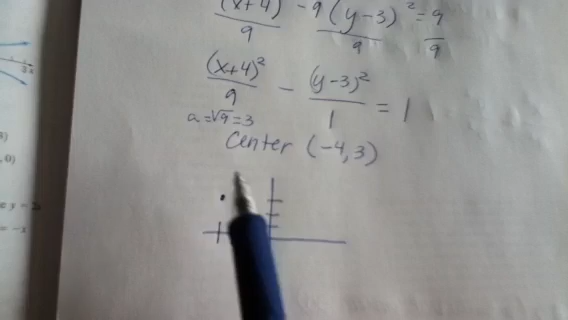 (x+4)²/9 - 9(y-3)²/9 = 9/9
(x+4)²/9 - (y-3)²/1 = 1
a=√9=3
Center (-4,3)